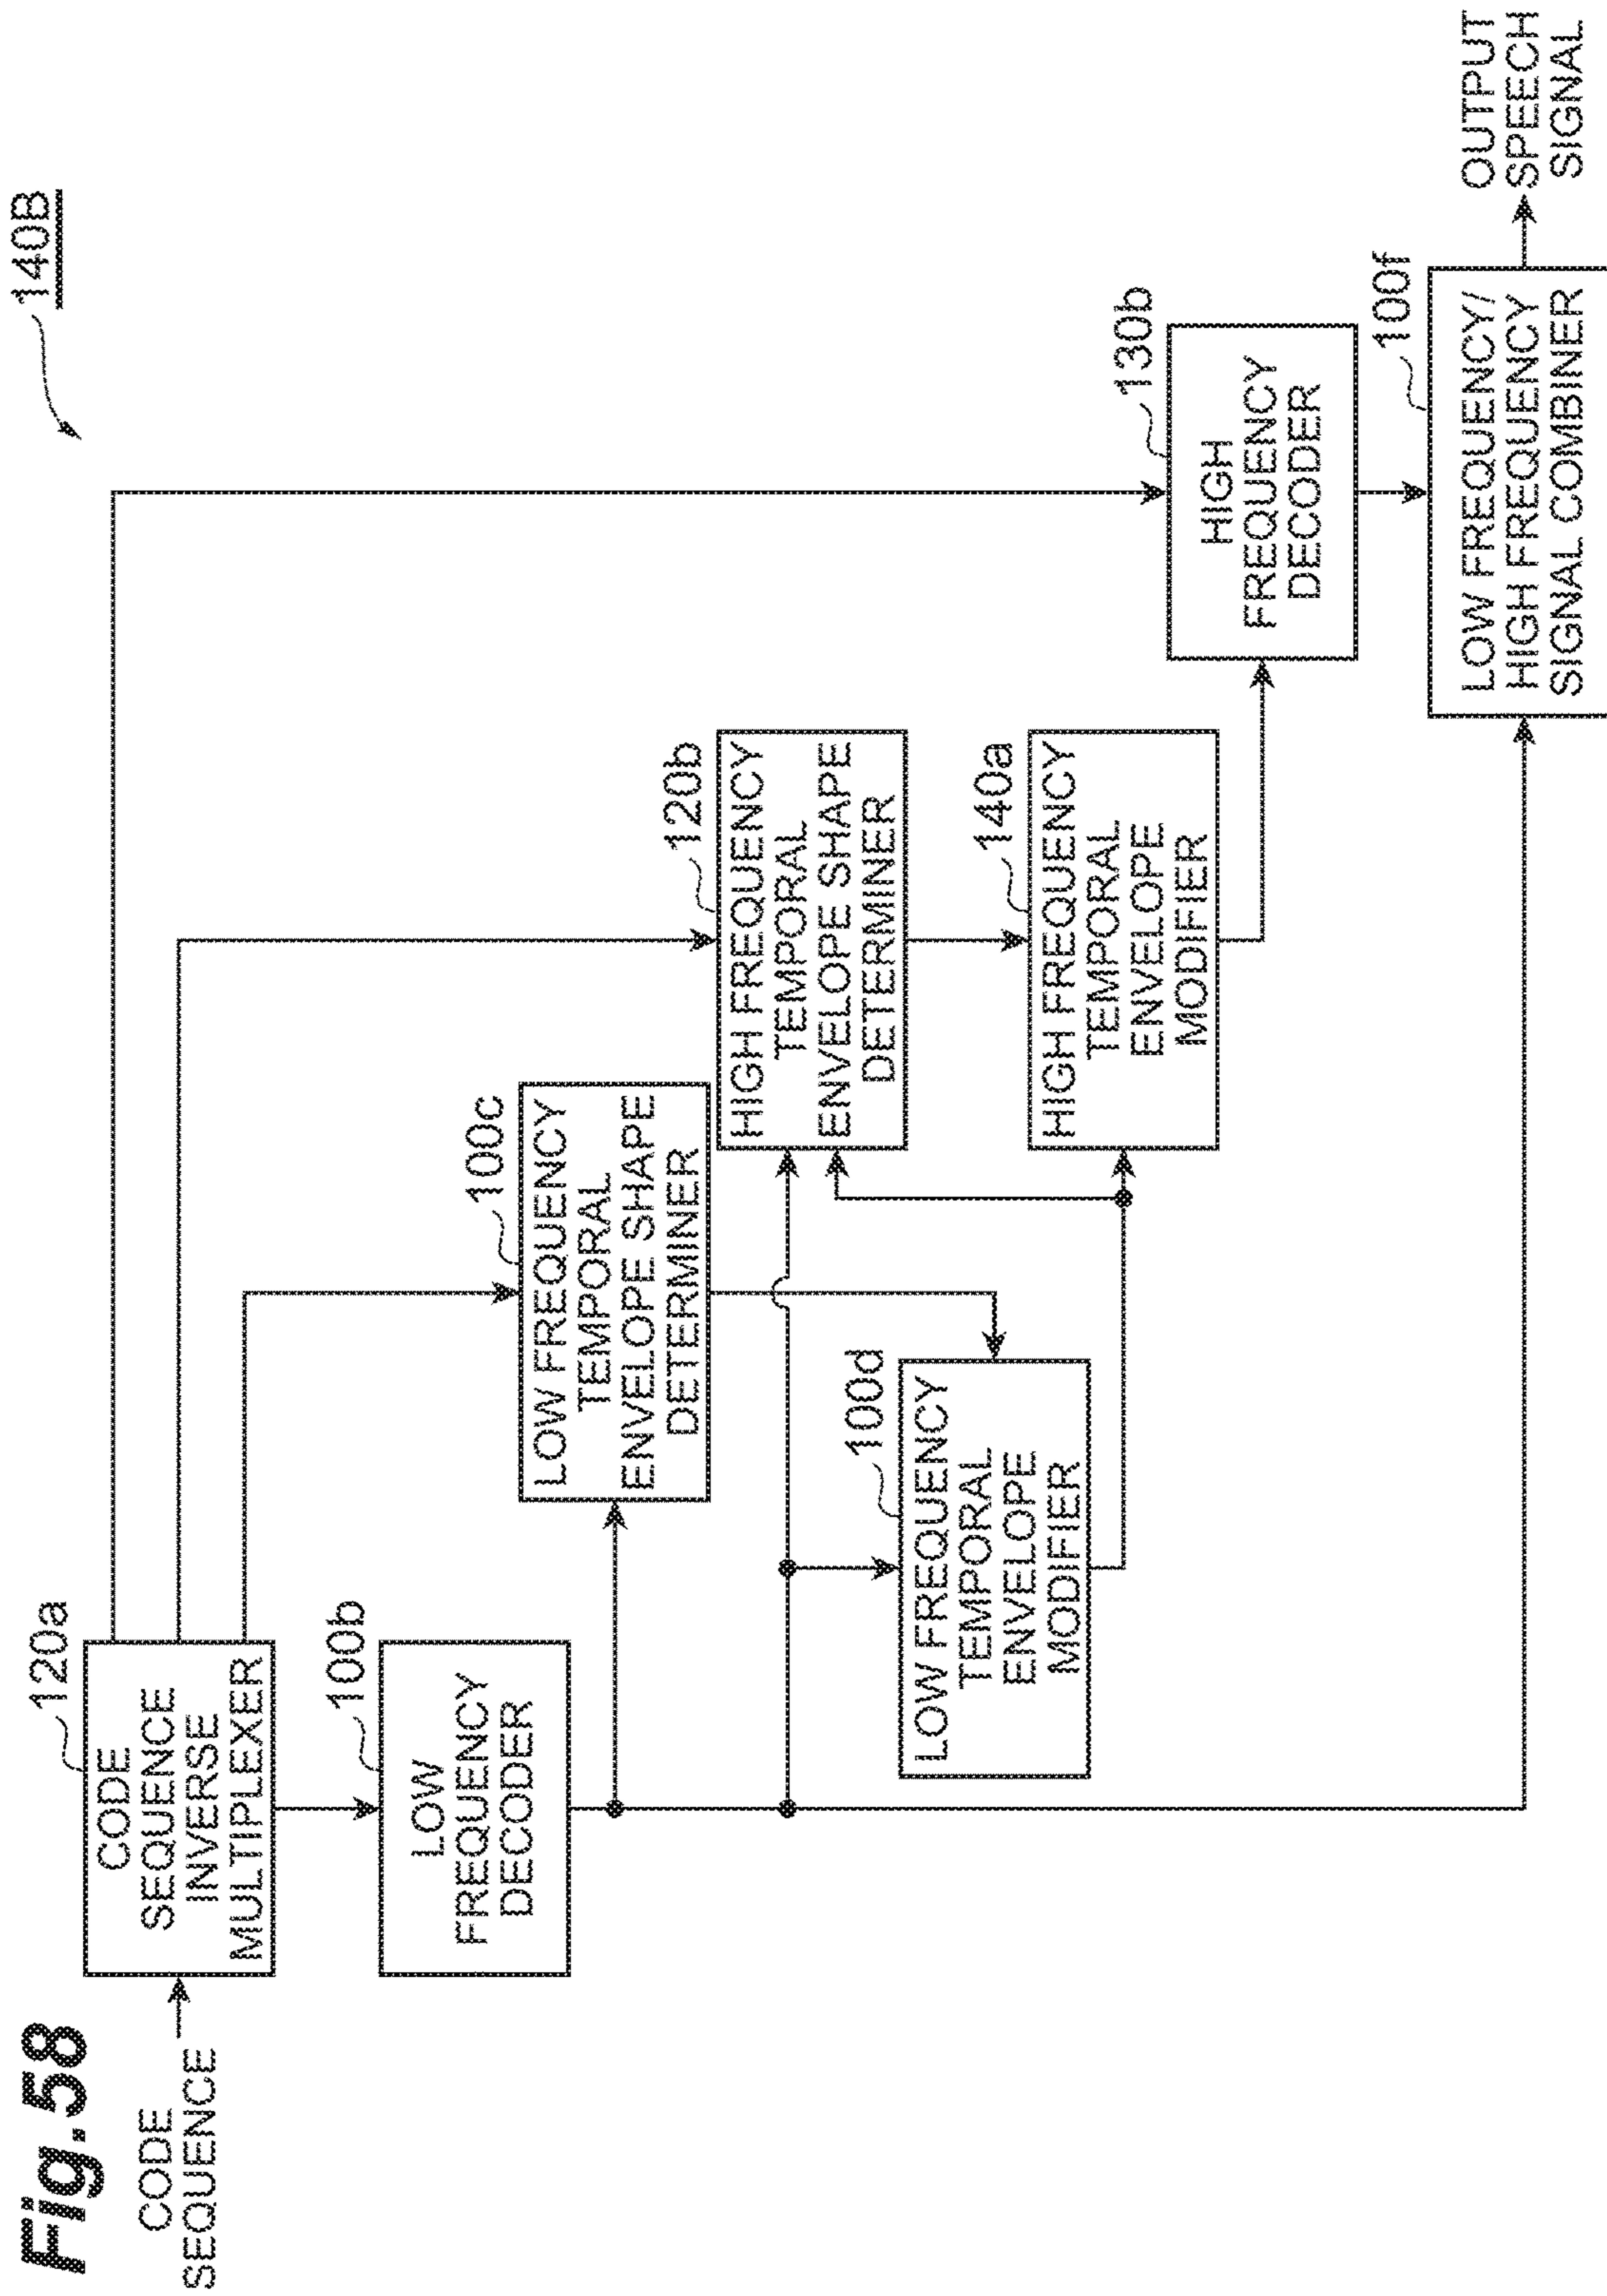 Fig.58
140B
CODE
SEQUENCE
120a
CODE
SEQUENCE
INVERSE
MULTIPLEXER
100b
LOW
FREQUENCY
DECODER
100c
LOW FREQUENCY
TEMPORAL
ENVELOPE SHAPE
DETERMINER
120b
HIGH FREQUENCY
TEMPORAL
ENVELOPE SHAPE
DETERMINER
100d
LOW FREQUENCY
TEMPORAL
ENVELOPE
MODIFIER
140a
HIGH FREQUENCY
TEMPORAL
ENVELOPE
MODIFIER
130b
HIGH
FREQUENCY
DECODER
100f
LOW FREQUENCY/
HIGH FREQUENCY
SIGNAL COMBINER
OUTPUT
SPEECH
SIGNAL